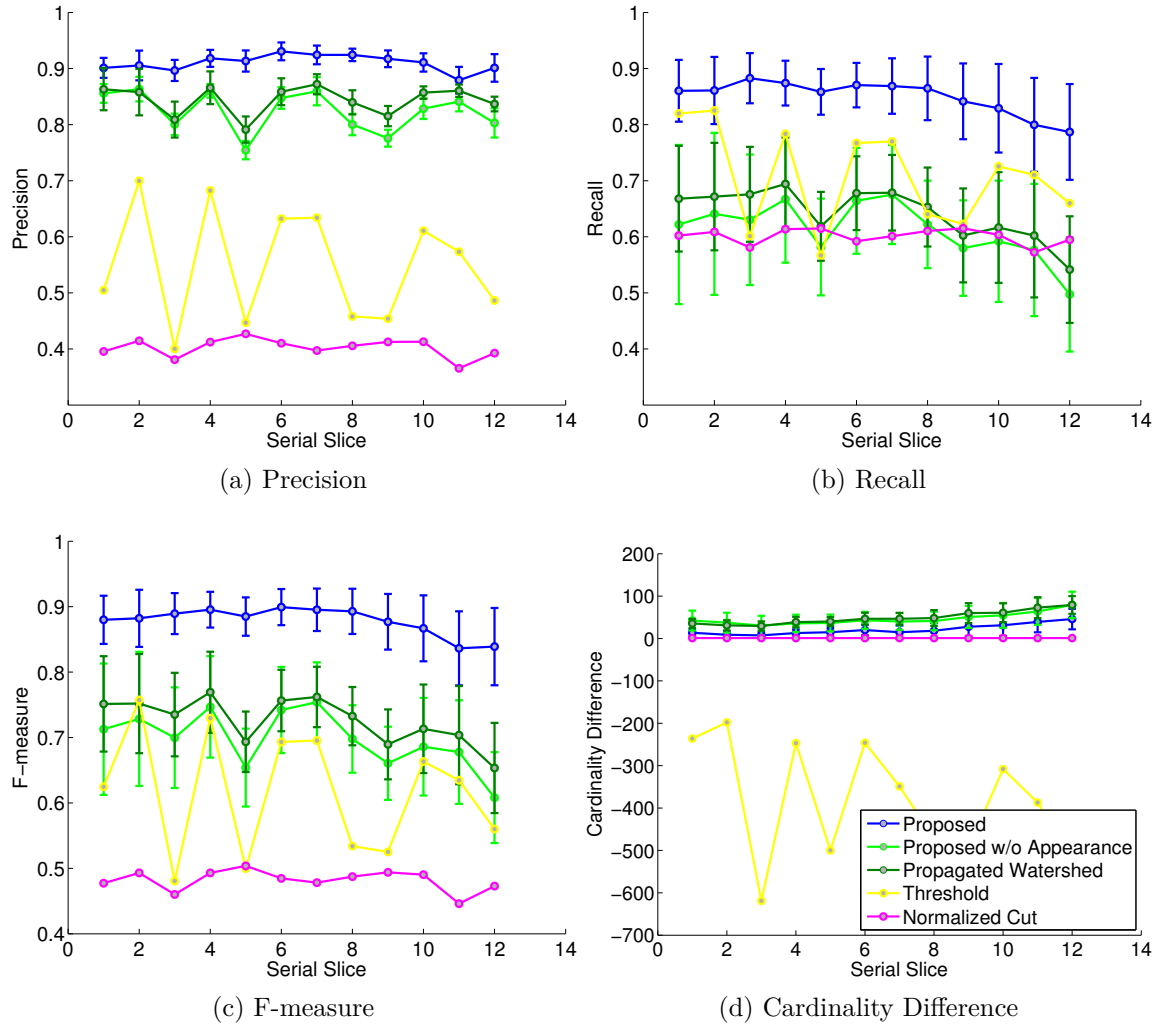 1
0.9
0.8
0.7
0.6
0.5
0.4
0 2 4 6 8 10 12 14
Precision
Serial Slice
(a) Precision
1
0.9
0.8
0.7
0.6
0.5
0.4
0 2 4 6 8 10 12 14
Recall
Serial Slice
(b) Recall
1
0.9
0.8
0.7
0.6
0.5
0.4
0 2 4 6 8 10 12 14
F−measure
Serial Slice
(c) F-measure
200
100
0
−100
−200
−300
−400
−500
−600
−700
0 2 4 6 8 10 12 14
Cardinality Difference
Serial Slice
Proposed
Proposed w/o Appearance
Propagated Watershed
Threshold
Normalized Cut
(d) Cardinality Difference